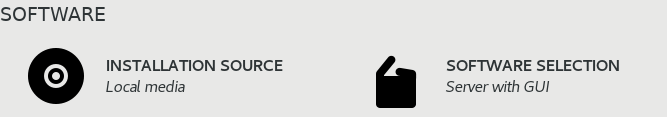 SOFTWARE
INSTALLATION SOURCE
Local media
SOFTWARE SELECTION
Server with GUI